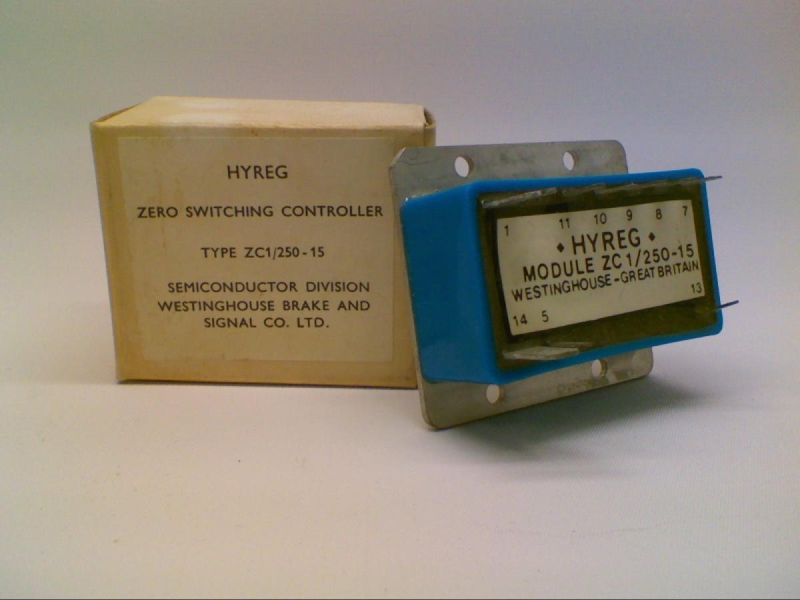 HYREG
ZERO SWITCHING CONTROLLER
TYPE ZC1/250-15
SEMICONDUCTOR DIVISION
WESTINGHOUSE BRAKE AND
SIGNAL CO. LTD.
1 11 10 9 8 7
◆ HYREG ◆
MODULE ZC1/250-15
WESTINGHOUSE-GREAT BRITAIN
14 5 13